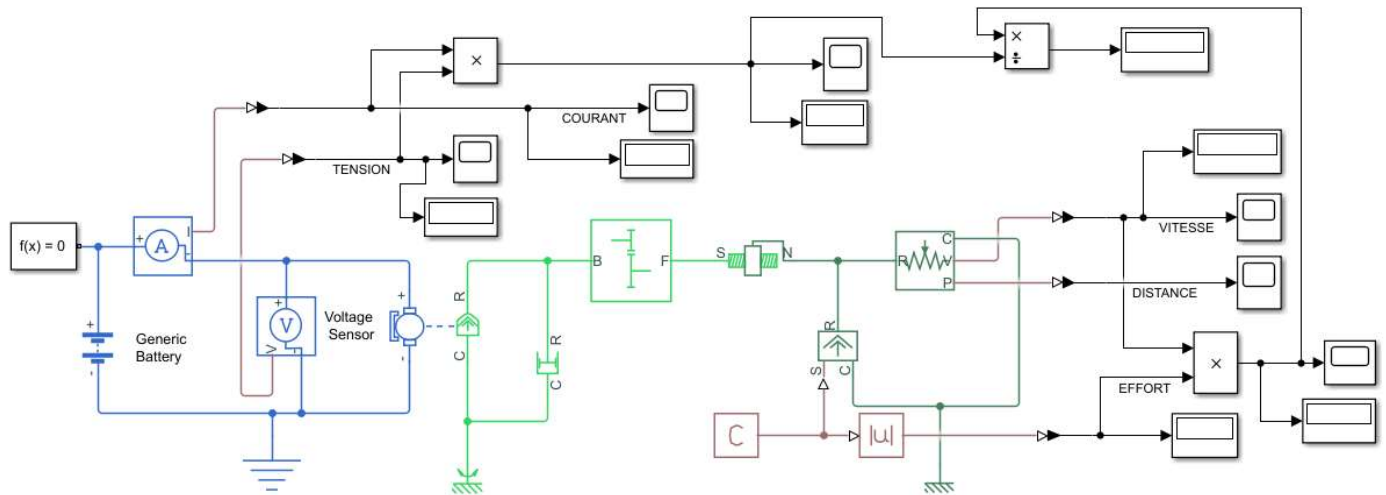 ×
×
÷
COURANT
TENSION
f(x) = 0
+
A
I
-
+
V
V
-
Voltage
Sensor
+
-
Generic
Battery
+
-
R
C
R
C
B
F
S
N
R
C
V
P
R
S
C
C
|u|
VITESSE
DISTANCE
EFFORT
×